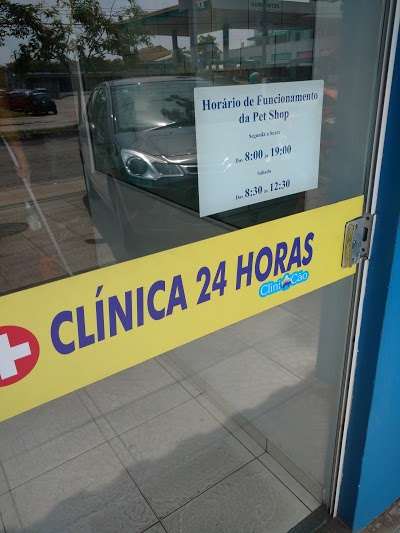 Horário de Funcionamento
da Pet Shop
Segunda a Sexta
Das 8:00 às 19:00
Sábado
Das 8:30 às 12:30
CLÍNICA 24 HORAS
CliniCão